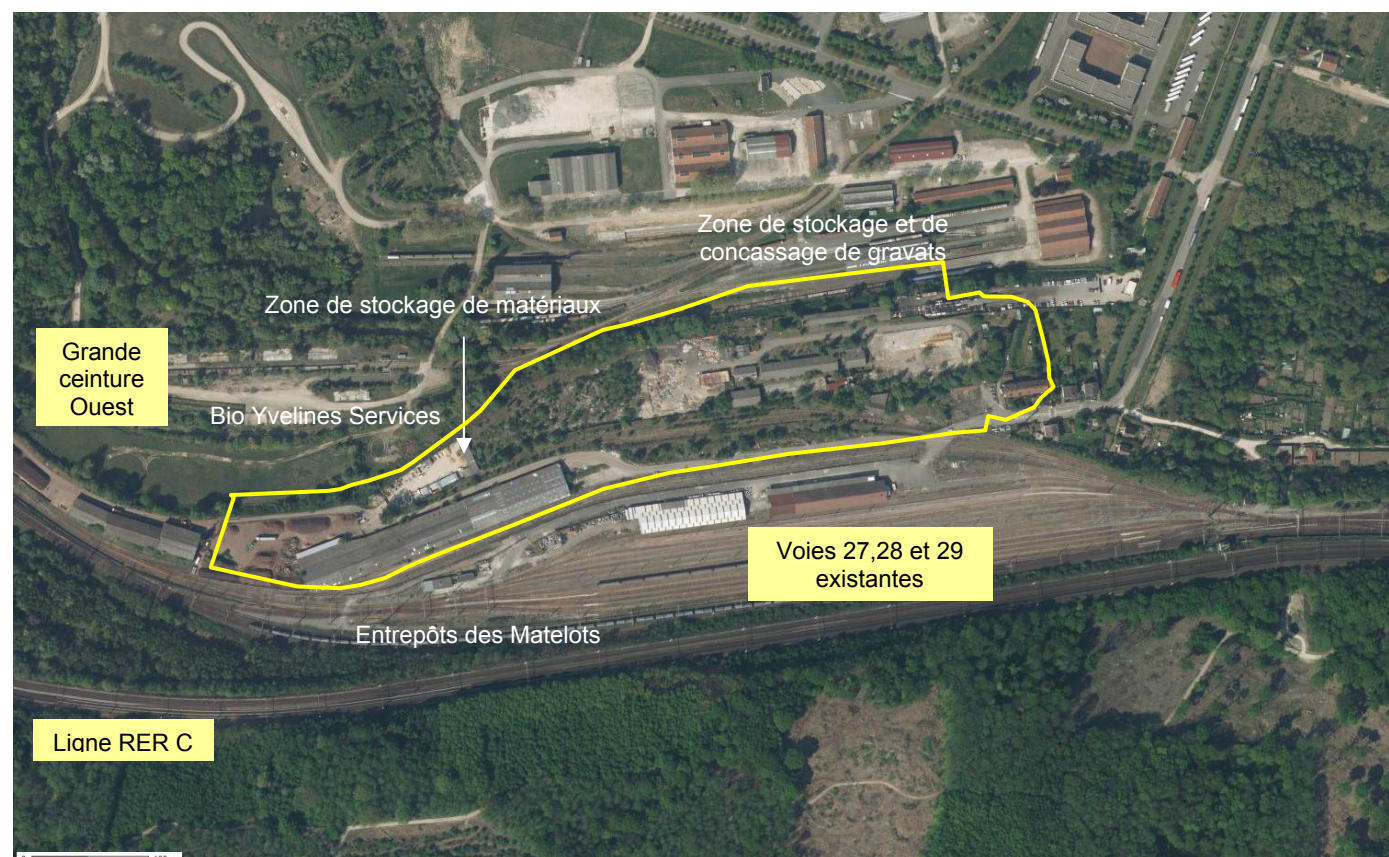 Zone de stockage et de
concassage de gravats
Zone de stockage de matériaux
Grande
ceinture
Ouest
Bio Yvelines Services
Voies 27,28 et 29
existantes
Entrepôts des Matelots
Ligne RER C